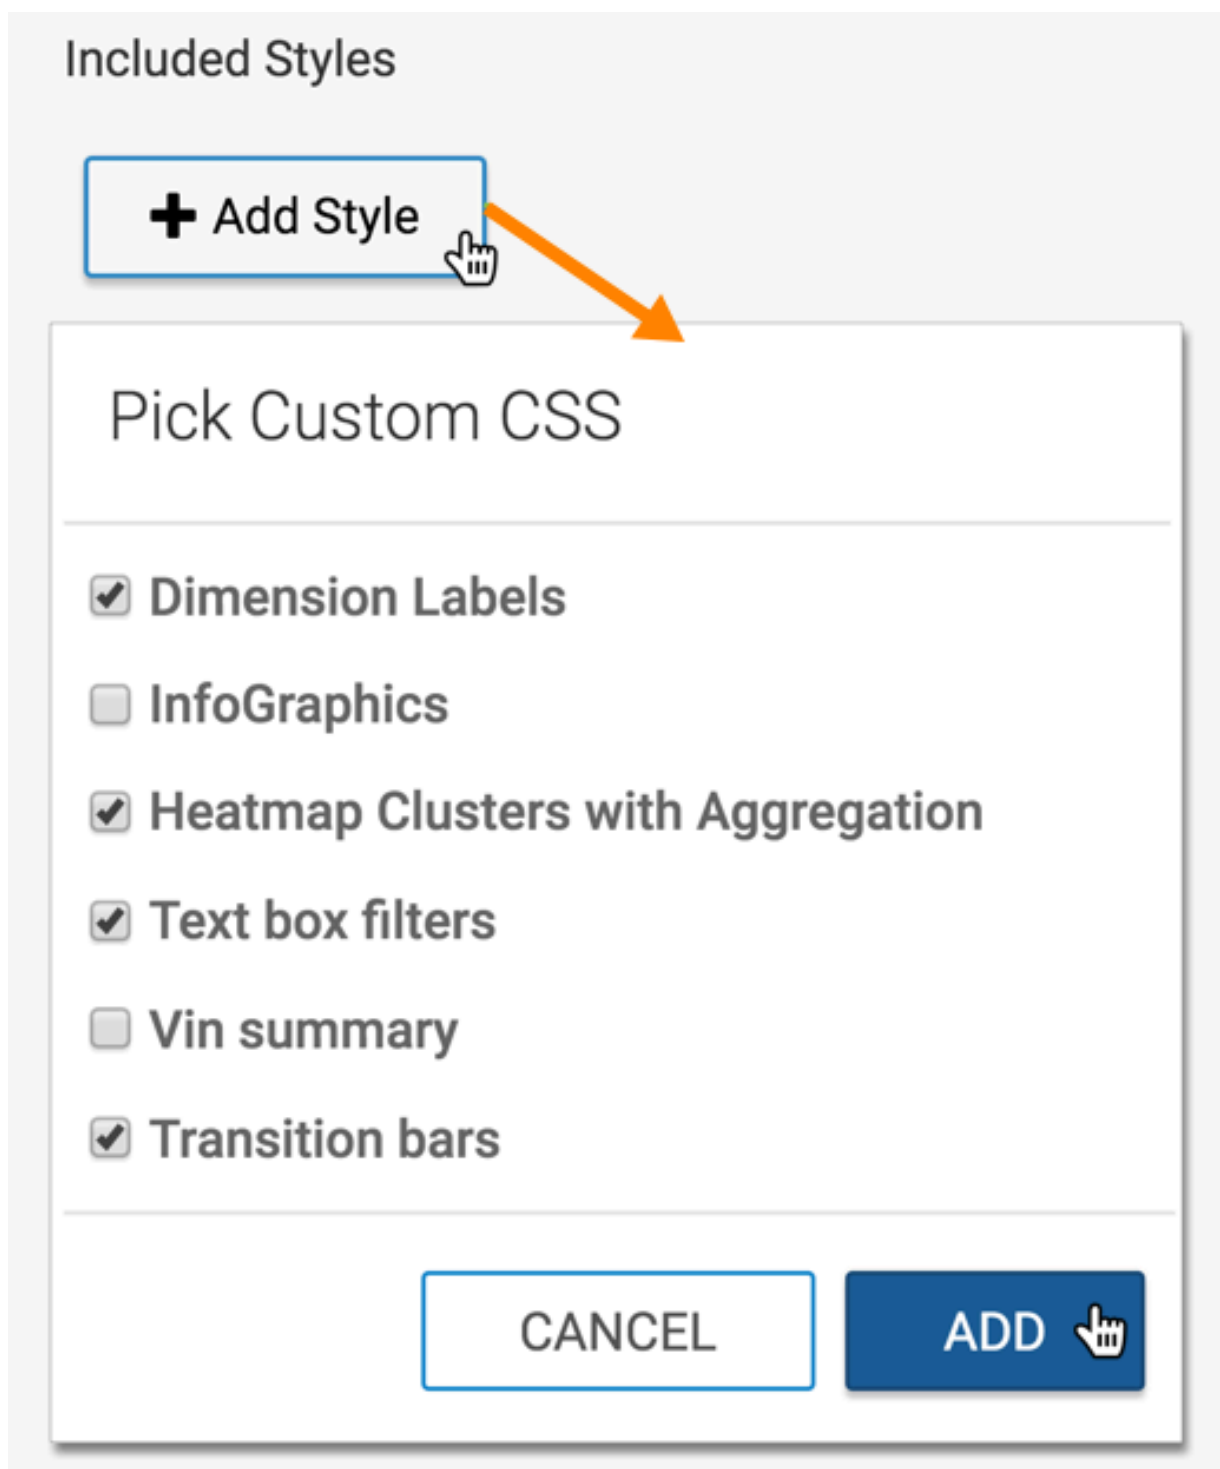 Included Styles
Add Style
Pick Custom CSS
Dimension Labels
InfoGraphics
Heatmap Clusters with Aggregation
Text box filters
Vin summary
Transition bars
CANCEL
ADD